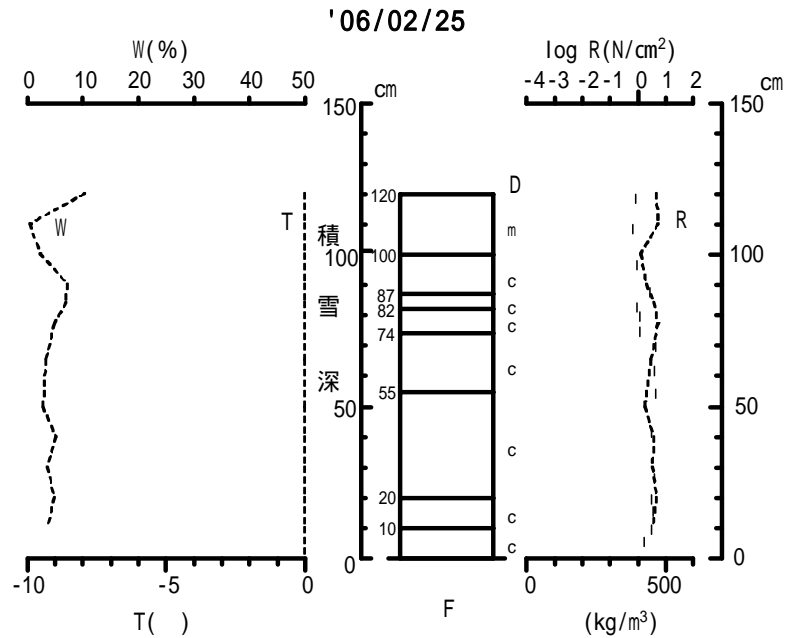 '06/02/25
W(%)
log R(N/cm²)
0 10 20 30 40 50
cm
-4 -3 -2 -1 0 1 2
cm
150
150
D
120
W
T
積
m
R
100
100
100
c
87
雪
82
c
74
c
深
c
55
50
50
c
20
c
10
c
0
0
-10 -5 0
0 500
T( )
F
(kg/m³)